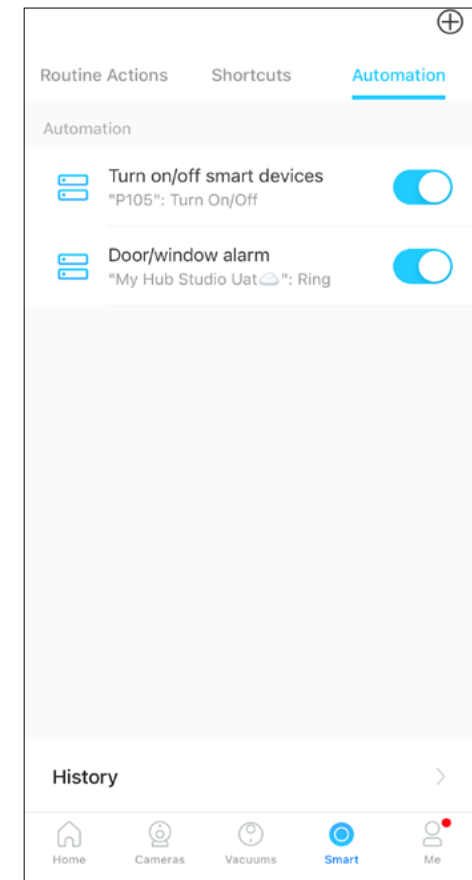 Routine Actions Shortcuts Automation
Automation
Turn on/off smart devices
"P105": Turn On/Off
Door/window alarm
"My Hub Studio Uat☁️": Ring
History
Home Cameras Vacuums Smart Me